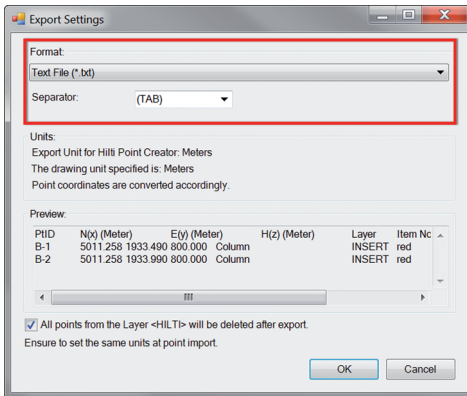 Export Settings
Format:
Text File (*.txt)
Separator: (TAB)
Units:
Export Unit for Hilti Point Creator: Meters
The drawing unit specified is: Meters
Point coordinates are converted accordingly.
Preview:
PtID N(x) (Meter) E(y) (Meter) H(z) (Meter) Layer Item Nc
B-1 5011.258 1933.490 800.000 Column INSERT red
B-2 5011.258 1933.990 800.000 Column INSERT red
All points from the Layer <HILTI> will be deleted after export.
Ensure to set the same units at point import.
OK Cancel